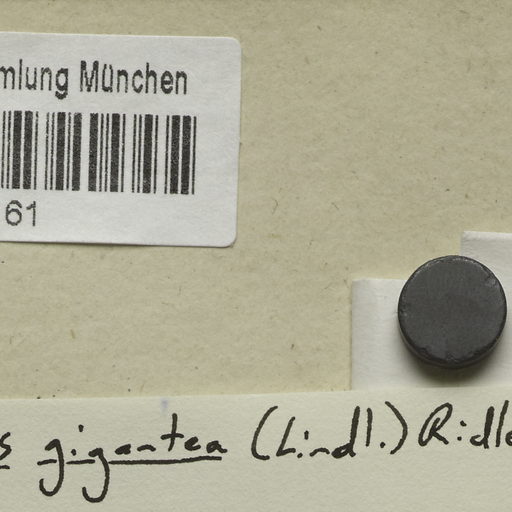 mlung München
61
s gigantea (Lindl.) Ridle